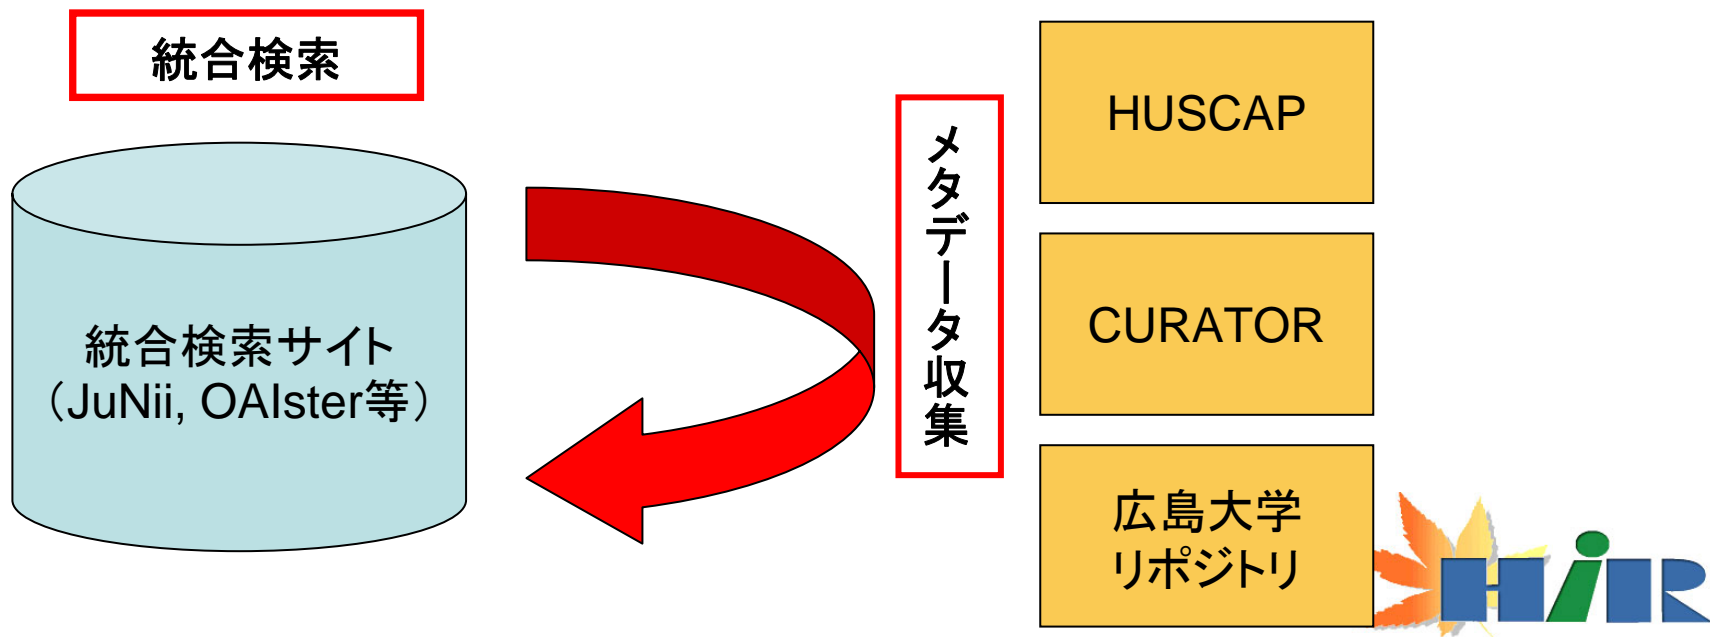 統合検索
統合検索サイト
（JuNii, OAIster等）
メタデータ収集
HUSCAP
CURATOR
広島大学
リポジトリ
HiR